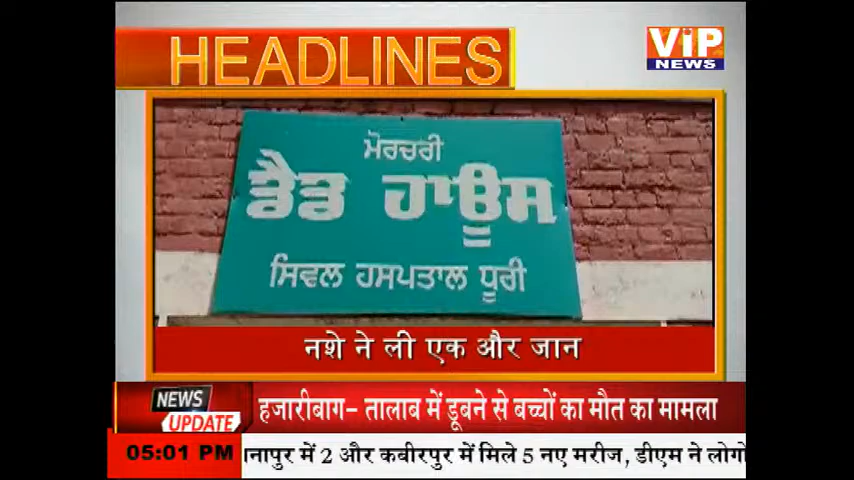 HEADLINES
ViP
NEWS
ਮੋਰਚਰੀ
ਡੈਡ ਹਾਊਸ
ਸਿਵਲ ਹਸਪਤਾਲ ਧੂਰੀ
नशे ने ली एक और जान
NEWS
UPDATE
हजारीबाग- तालाब में डूबने से बच्चों का मौत का मामला
05:01 PM
में 2 और कबीरपुर में मिले 5 नए मरीज, डीएम ने